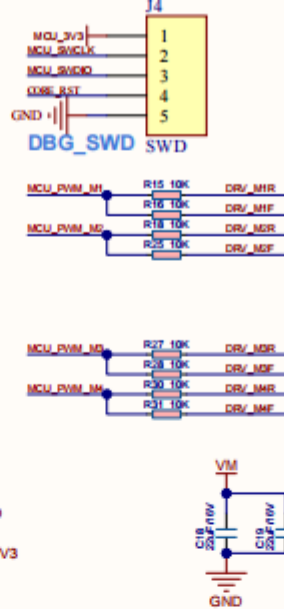 J4
MCU_3V3 1
MCU_SWCLK 2
MCU_SWDIO 3
CORE_RST 4
GND 5
DBG_SWD SWD
MCU_PWM_M1 R15 10K DRV_M1R
R16 10K DRV_M1F
MCU_PWM_M2 R18 10K DRV_M2R
R25 10K DRV_M2F
MCU_PWM_M3 R27 10K DRV_M3R
R28 10K DRV_M3F
MCU_PWM_M4 R30 10K DRV_M4R
R31 10K DRV_M4F
VM
C18
22uF/16V
C19
V3
GND